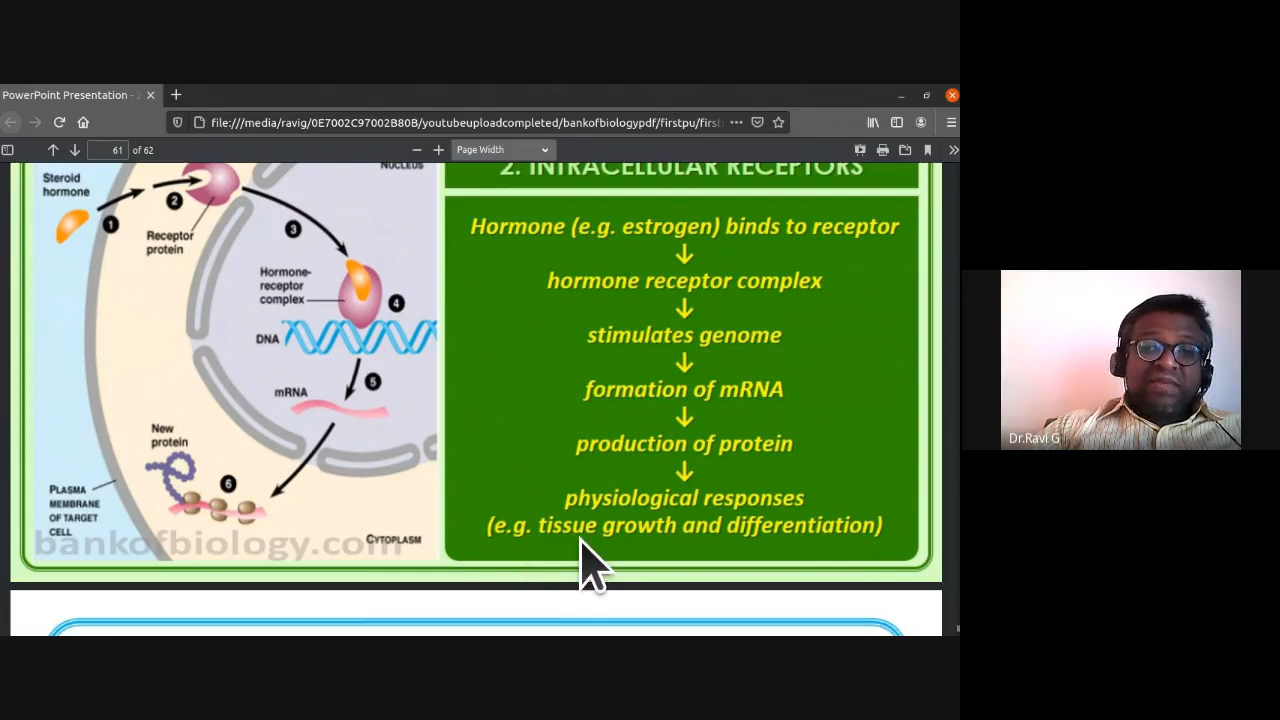 PowerPoint Presentation -
file:///media/ravig/0E7002C97002B80B/youtubeuploadcompleted/bankofbiologypdf/firstpu/first
61 of 62
Page Width
NUCLEUS
Steroid
hormone
1
2
Receptor
protein
3
Hormone-
receptor
complex
4
DNA
5
mRNA
New
protein
6
PLASMA
MEMBRANE
OF TARGET
CELL
CYTOPLASM
bankofbiology.com
2. INTRACELLULAR RECEPTORS
Hormone (e.g. estrogen) binds to receptor
↓
hormone receptor complex
↓
stimulates genome
↓
formation of mRNA
↓
production of protein
↓
physiological responses
(e.g. tissue growth and differentiation)
Dr.Ravi G